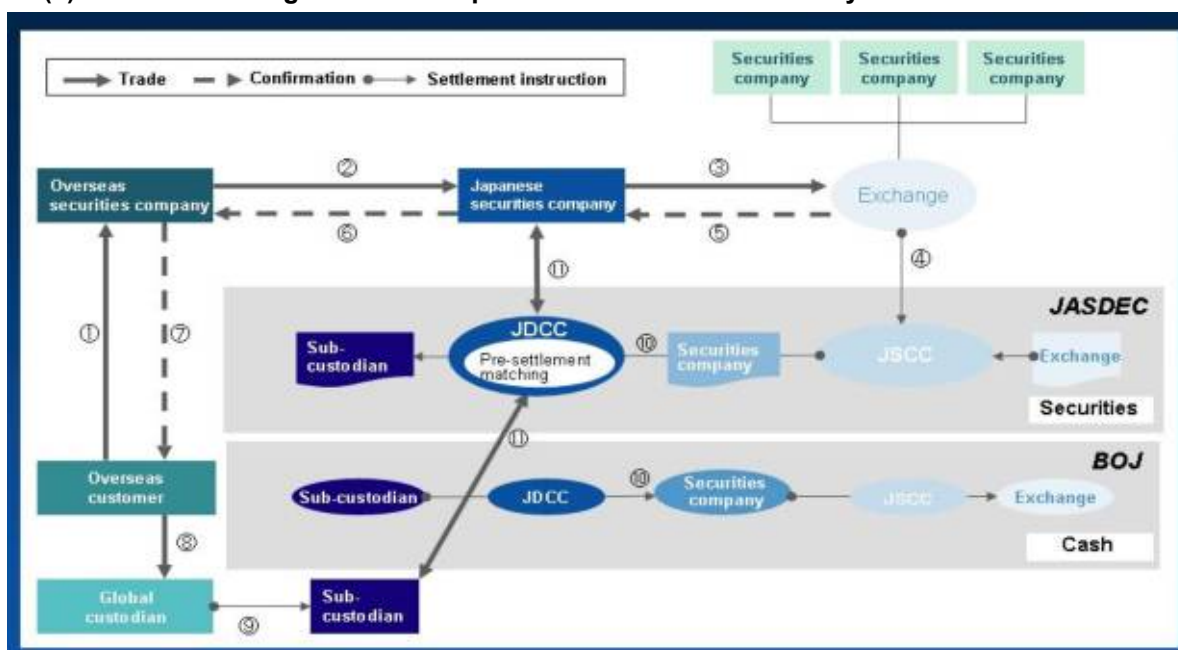 Trade
Confirmation
Settlement instruction
Securities company
Securities company
Securities company
②
③
Overseas securities company
Japanese securities company
Exchange
⑥
⑤
④
⑪
①
⑦
JASDEC
JDCC
Pre-settlement matching
Sub-custodian
⑩
Securities company
JSCC
Exchange
Securities
⑪
BOJ
Overseas customer
Sub-custodian
JDCC
⑩
Securities company
JSCC
Exchange
Cash
⑧
Global custodian
⑨
Sub-custodian